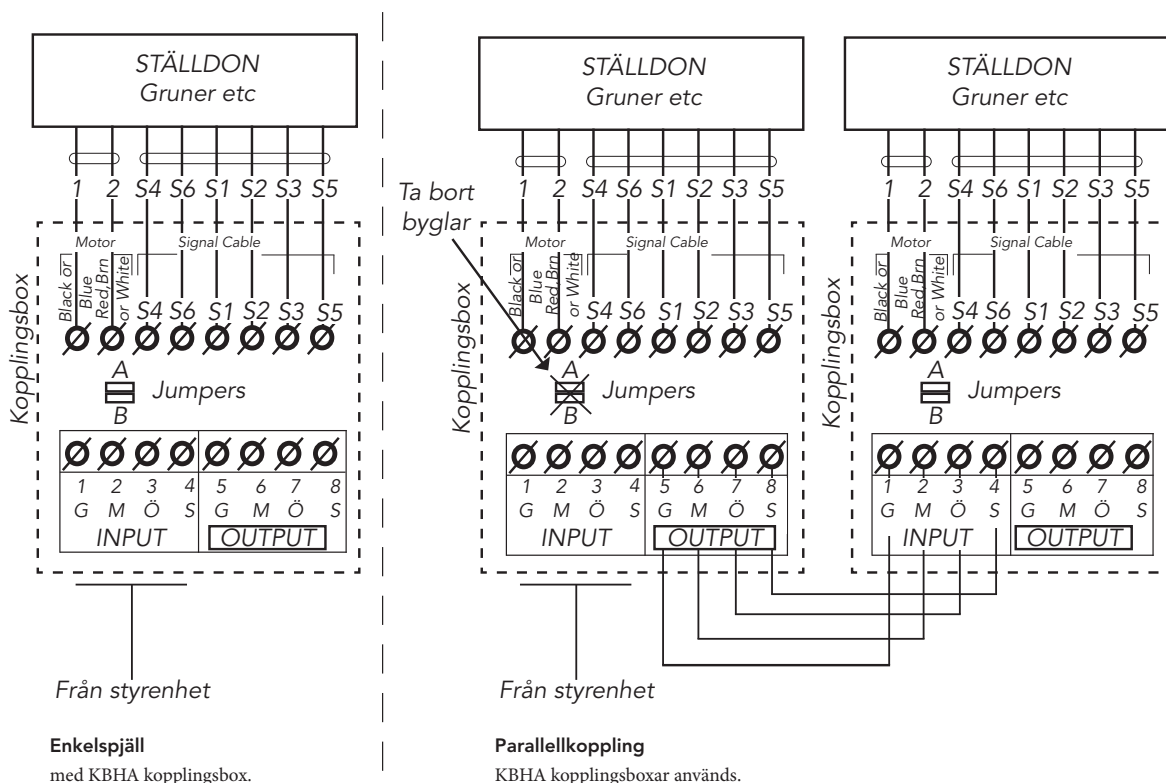 STÄLLDON
Gruner etc
1 2 S4 S6 S1 S2 S3 S5
Kopplingsbox
Motor Signal Cable
Black or
Blue
Red.Brn
or White
S4 S6 S1 S2 S3 S5
A
Jumpers
B
1 2 3 4 5 6 7 8
G M Ö S G M Ö S
INPUT OUTPUT
Från styrenhet
Enkelspjäll
med KBHA kopplingsbox.
STÄLLDON
Gruner etc
Ta bort
byglar
1 2 S4 S6 S1 S2 S3 S5
Kopplingsbox
Motor Signal Cable
Black or
Blue
Red.Brn
or White
S4 S6 S1 S2 S3 S5
A
Jumpers
B
1 2 3 4 5 6 7 8
G M Ö S G M Ö S
INPUT OUTPUT
Från styrenhet
STÄLLDON
Gruner etc
1 2 S4 S6 S1 S2 S3 S5
Kopplingsbox
Motor Signal Cable
Black or
Blue
Red.Brn
or White
S4 S6 S1 S2 S3 S5
A
Jumpers
B
1 2 3 4 5 6 7 8
G M Ö S G M Ö S
INPUT OUTPUT
Parallellkoppling
KBHA kopplingsboxar används.